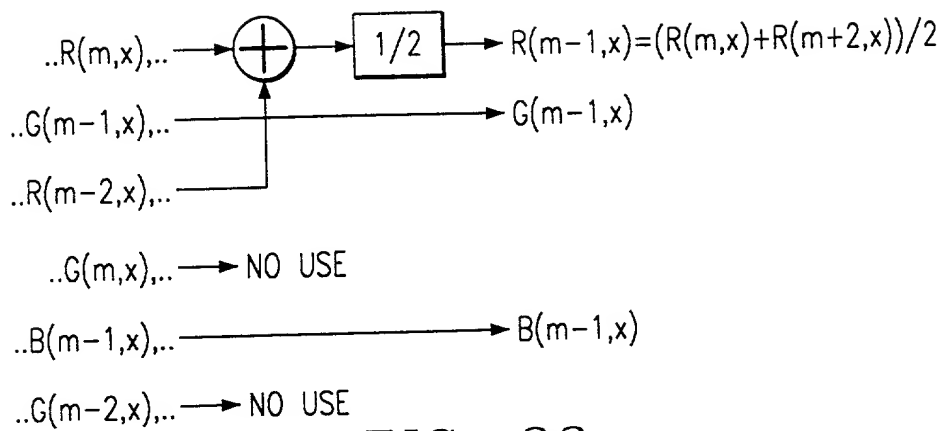 ..R(m,x),.. 1/2 R(m-1,x)=(R(m,x)+R(m+2,x))/2
..G(m-1,x),.. G(m-1,x)
..R(m-2,x),..
..G(m,x),.. NO USE
..B(m-1,x),.. B(m-1,x)
..G(m-2,x),.. NO USE